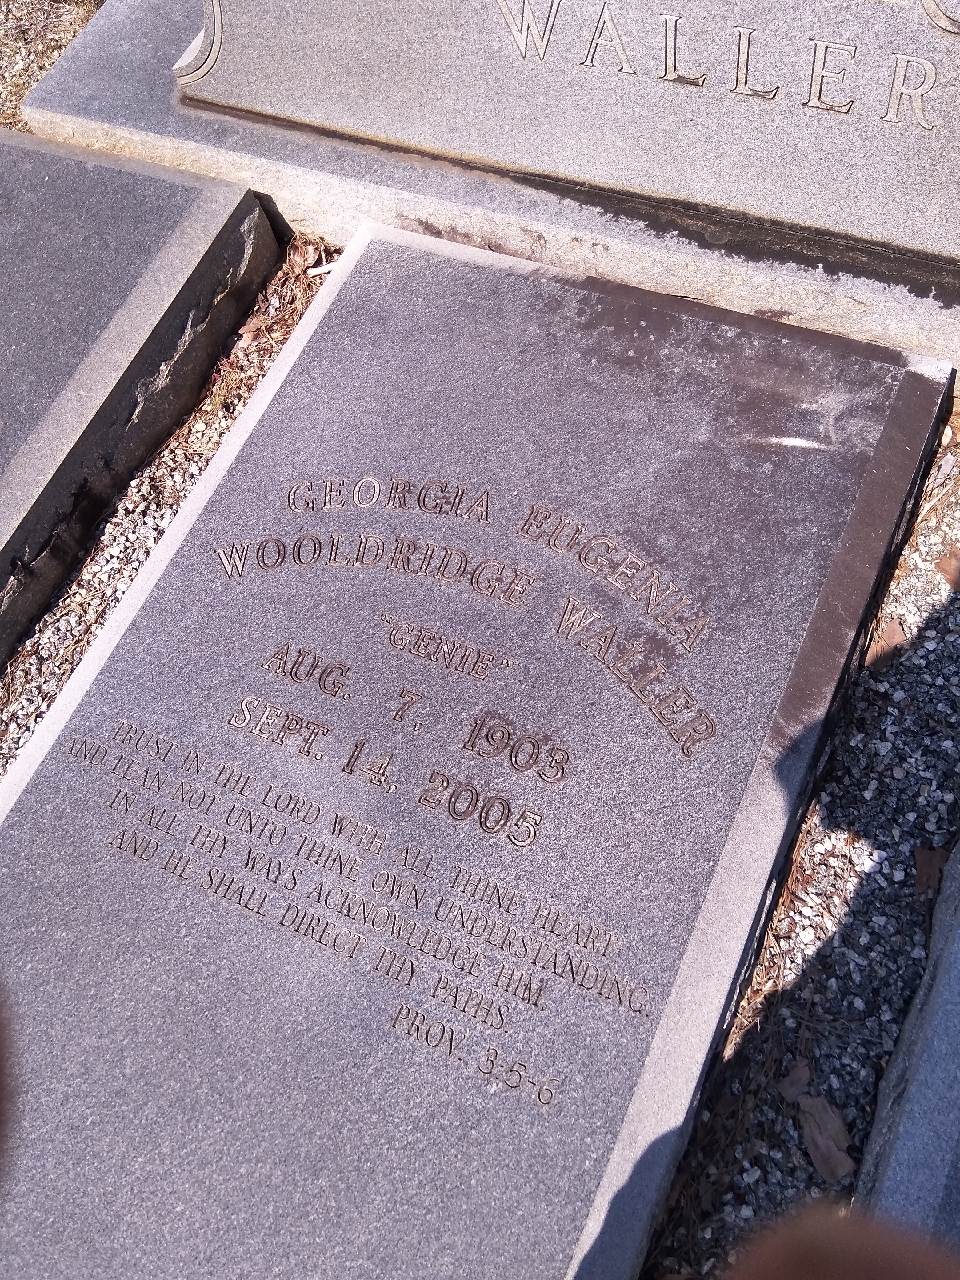 WALLER
GEORGIA EUGENIA
WOOLDRIDGE WALLER
"GENIE"
AUG. 7, 1903
SEPT. 14, 2005
TRUST IN THE LORD WITH ALL THINE HEART
AND LEAN NOT UNTO THINE OWN UNDERSTANDING.
IN ALL THY WAYS ACKNOWLEDGE HIM,
AND HE SHALL DIRECT THY PATHS.
PROV. 3:5-6